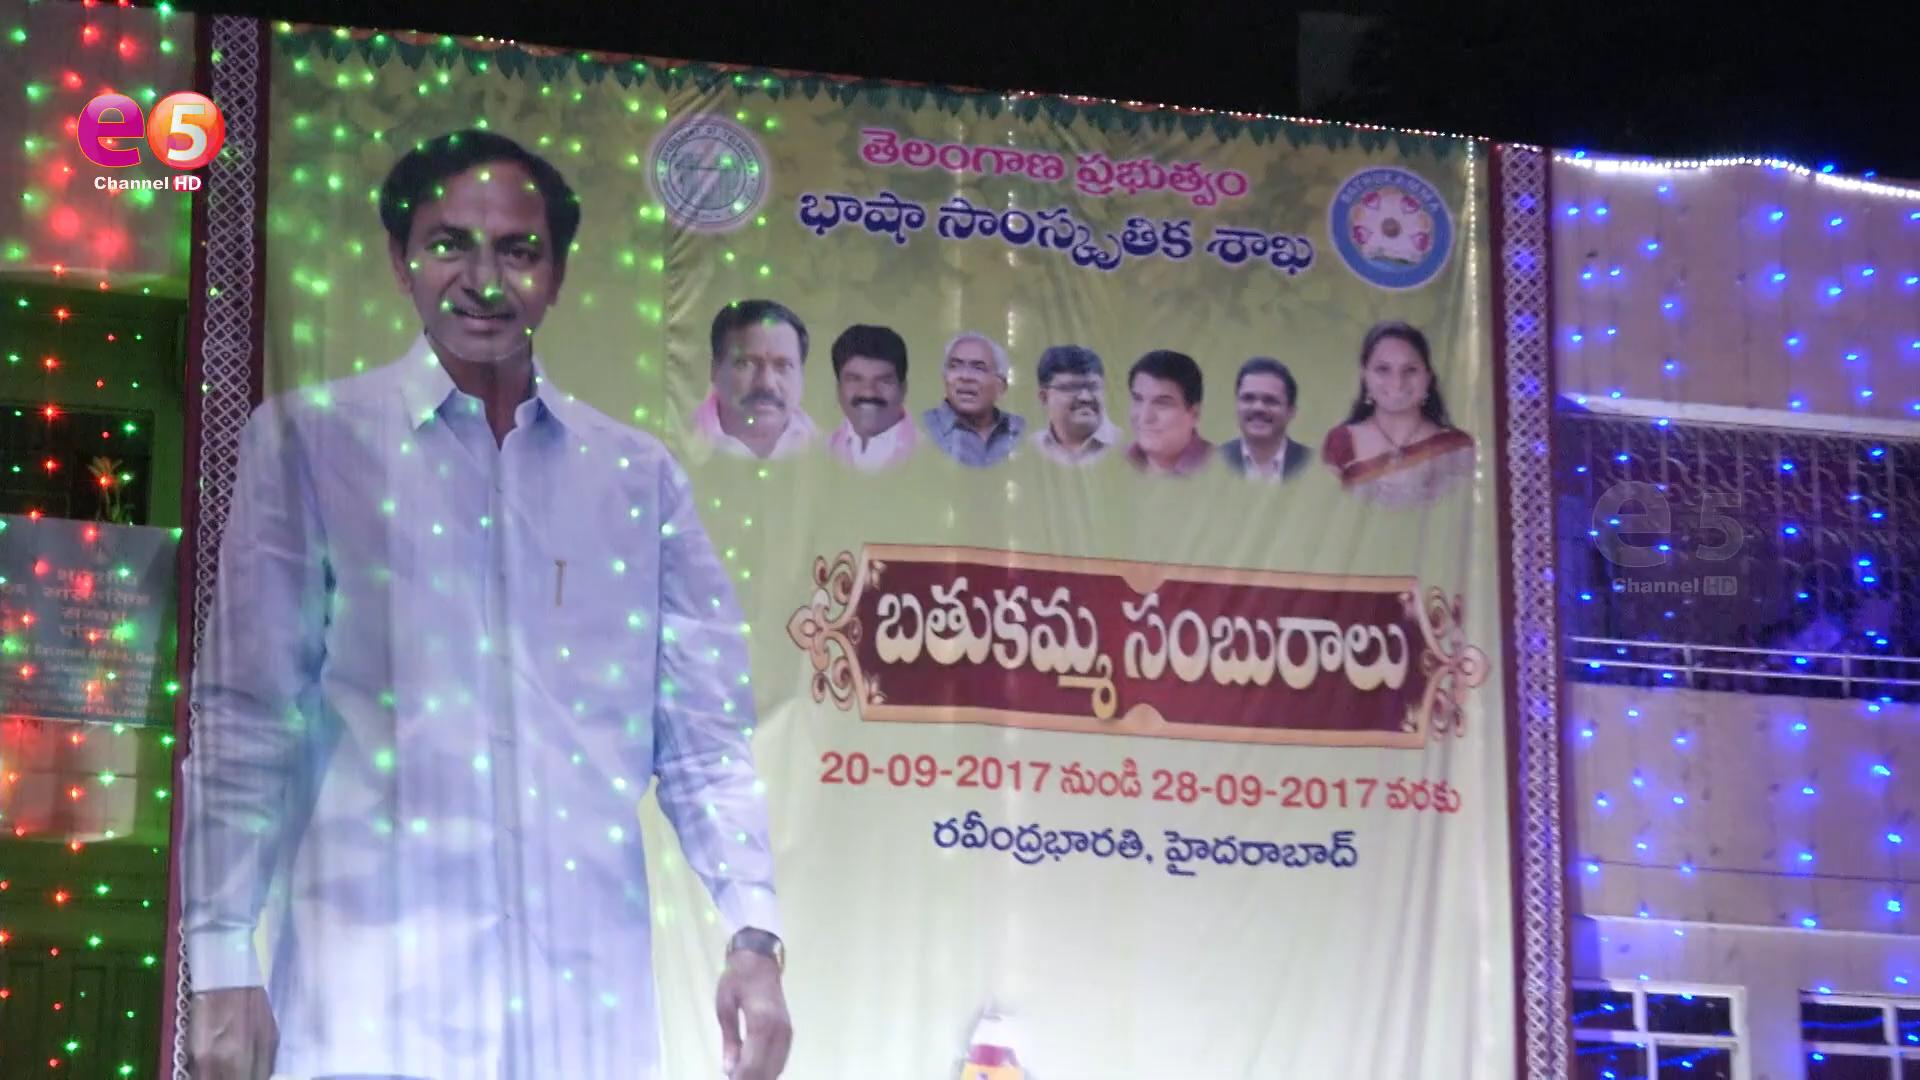 e5
Channel HD
తెలంగాణ ప్రభుత్వం
భాషా సాంస్కృతిక శాఖ
BATHUKAMMA
బతుకమ్మ సంబురాలు
20-09-2017 నుండి 28-09-2017 వరకు
రవీంద్రభారతి, హైదరాబాద్
e5
Channel HD